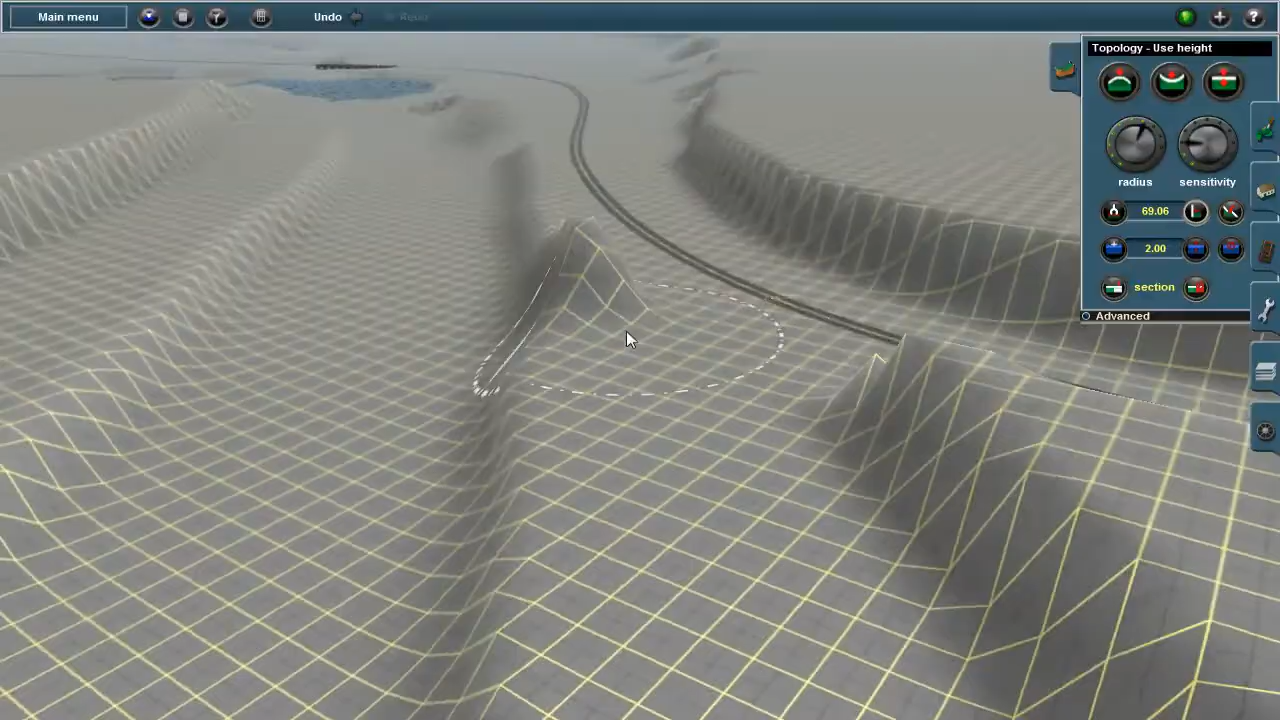 Main menu
Undo
Redo
Topology - Use height
radius sensitivity
69.06
2.00
section
Advanced
?